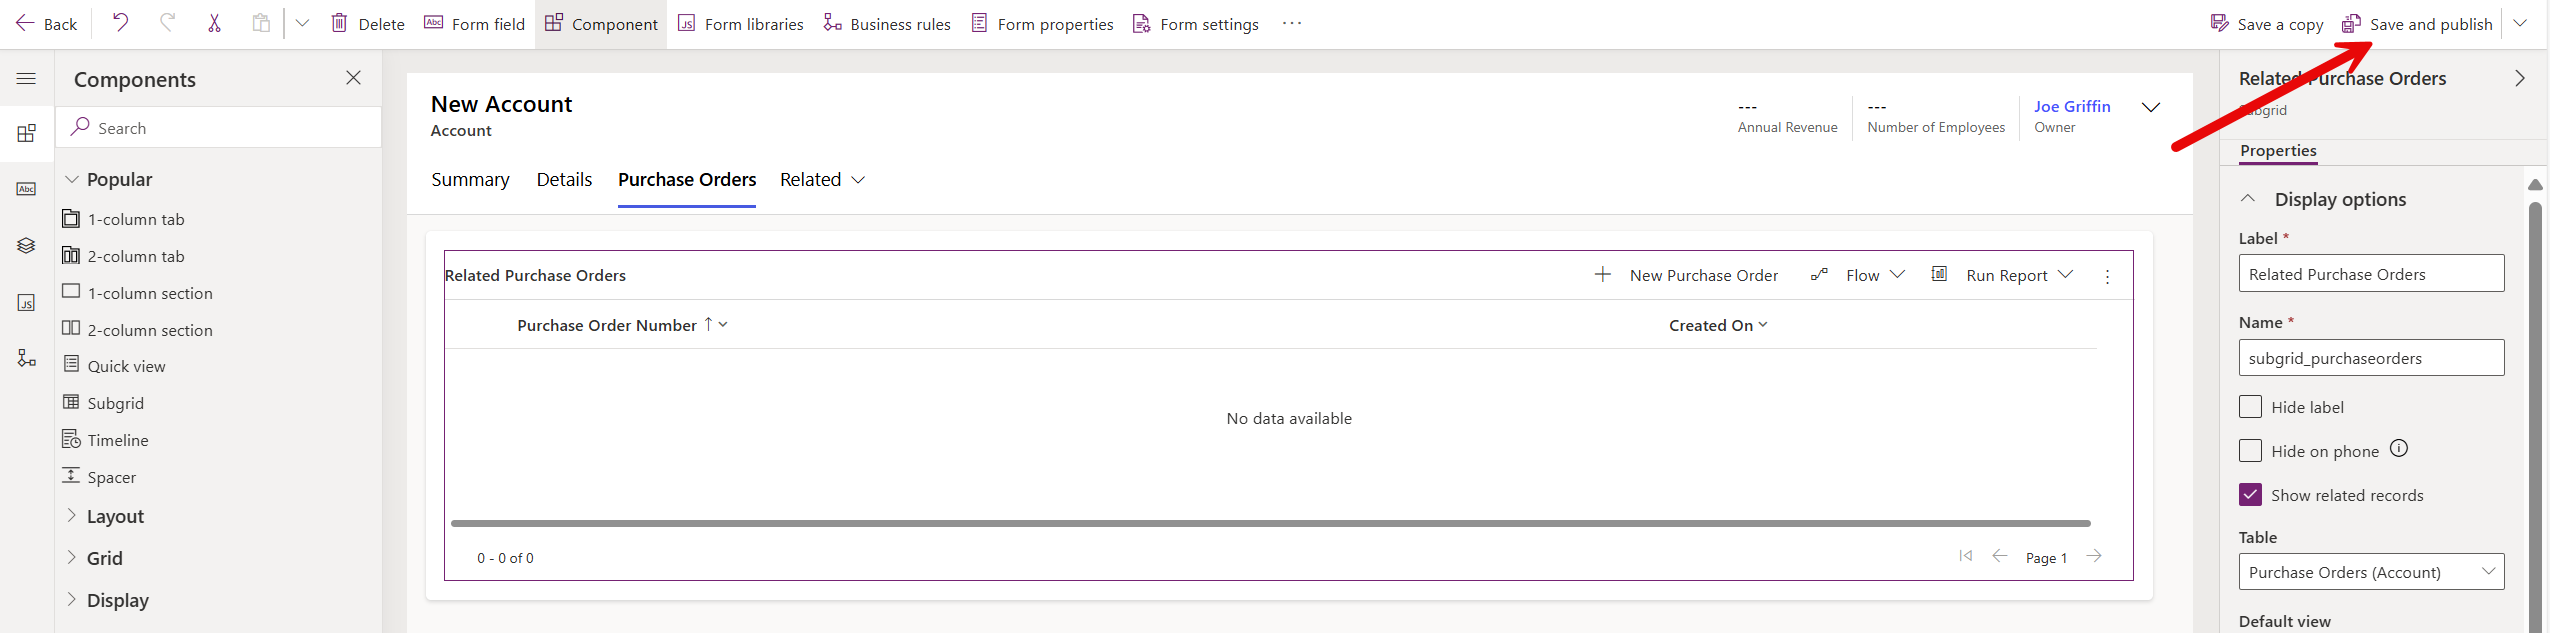 Back Delete Form field Component Form libraries Business rules Form properties Form settings ... Save a copy Save and publish
Components
Search
Popular
1-column tab
2-column tab
1-column section
2-column section
Quick view
Subgrid
Timeline
Spacer
Layout
Grid
Display
New Account
Account
---
Annual Revenue
---
Number of Employees
Joe Griffin
Owner
Summary Details Purchase Orders Related
Related Purchase Orders
New Purchase Order Flow Run Report
Purchase Order Number Created On
No data available
0 - 0 of 0
Page 1
Related Purchase Orders
Subgrid
Properties
Display options
Label *
Related Purchase Orders
Name *
subgrid_purchaseorders
Hide label
Hide on phone
Show related records
Table
Purchase Orders (Account)
Default view